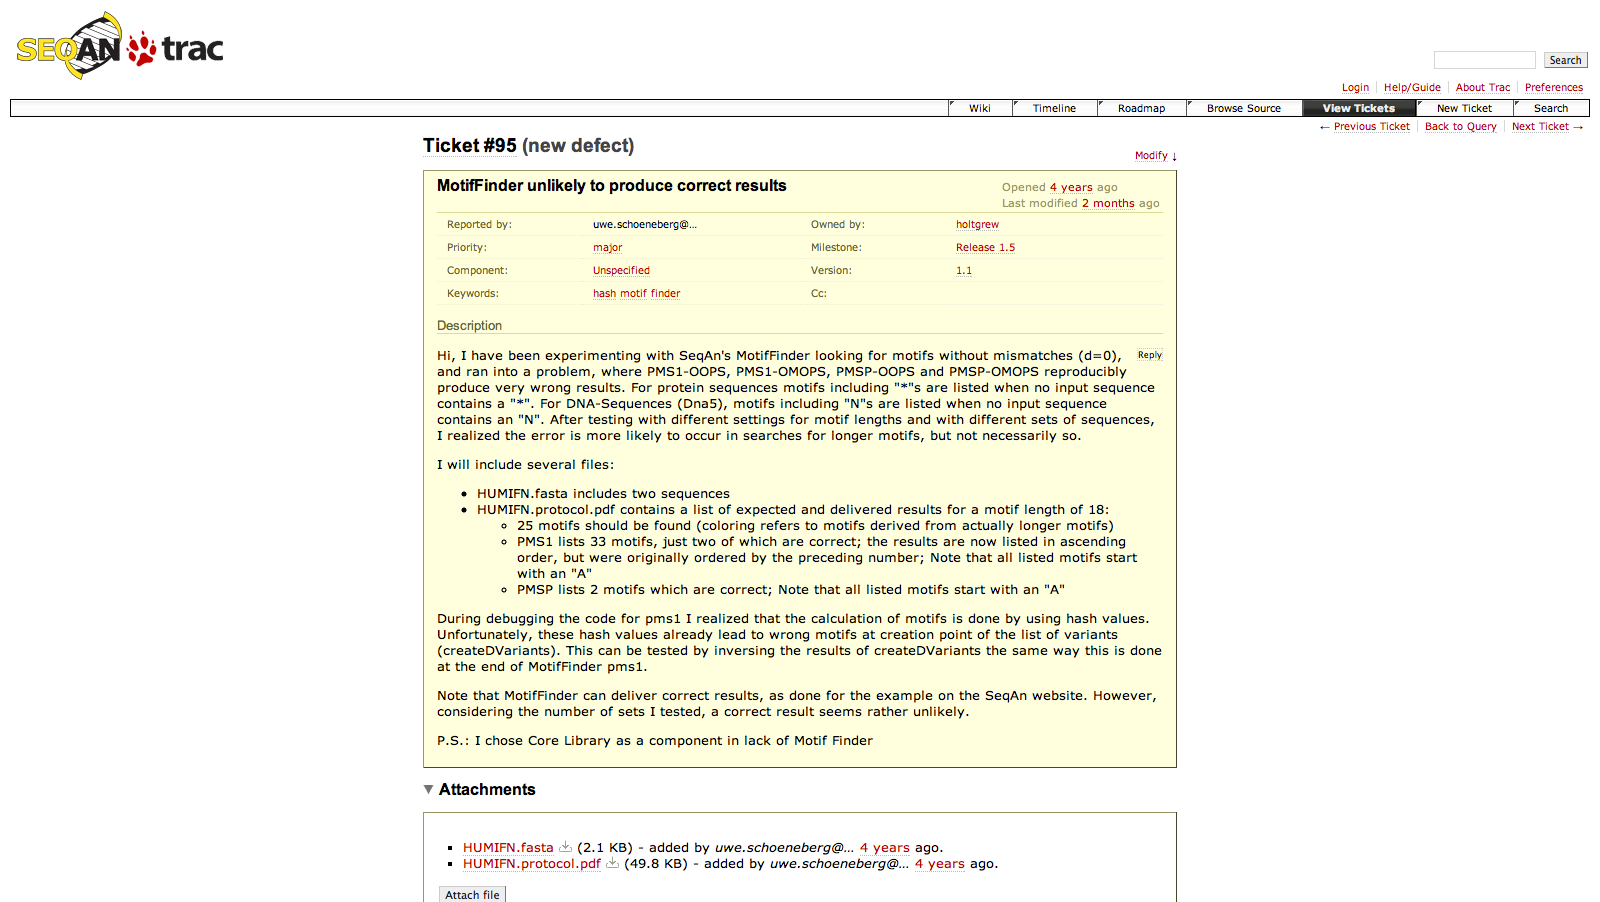 SEQAN trac
Search
Login Help/Guide About Trac Preferences
Wiki Timeline Roadmap Browse Source View Tickets New Ticket Search
← Previous Ticket Back to Query Next Ticket →
Ticket #95 (new defect)
Modify ↓
MotifFinder unlikely to produce correct results
Opened 4 years ago
Last modified 2 months ago
Reported by: uwe.schoeneberg@… Owned by: holtgrew
Priority: major Milestone: Release 1.5
Component: Unspecified Version: 1.1
Keywords: hash motif finder Cc:
Description
Reply
Hi, I have been experimenting with SeqAn's MotifFinder looking for motifs without mismatches (d=0),
and ran into a problem, where PMS1-OOPS, PMS1-OMOPS, PMSP-OOPS and PMSP-OMOPS reproducibly
produce very wrong results. For protein sequences motifs including "*"s are listed when no input sequence
contains a "*". For DNA-Sequences (Dna5), motifs including "N"s are listed when no input sequence
contains an "N". After testing with different settings for motif lengths and with different sets of sequences,
I realized the error is more likely to occur in searches for longer motifs, but not necessarily so.
I will include several files:
• HUMIFN.fasta includes two sequences
• HUMIFN.protocol.pdf contains a list of expected and delivered results for a motif length of 18:
◦ 25 motifs should be found (coloring refers to motifs derived from actually longer motifs)
◦ PMS1 lists 33 motifs, just two of which are correct; the results are now listed in ascending
order, but were originally ordered by the preceding number; Note that all listed motifs start
with an "A"
◦ PMSP lists 2 motifs which are correct; Note that all listed motifs start with an "A"
During debugging the code for pms1 I realized that the calculation of motifs is done by using hash values.
Unfortunately, these hash values already lead to wrong motifs at creation point of the list of variants
(createDVariants). This can be tested by inversing the results of createDVariants the same way this is done
at the end of MotifFinder pms1.
Note that MotifFinder can deliver correct results, as done for the example on the SeqAn website. However,
considering the number of sets I tested, a correct result seems rather unlikely.
P.S.: I chose Core Library as a component in lack of Motif Finder
▼ Attachments
▪ HUMIFN.fasta (2.1 KB) - added by uwe.schoeneberg@… 4 years ago.
▪ HUMIFN.protocol.pdf (49.8 KB) - added by uwe.schoeneberg@… 4 years ago.
Attach file